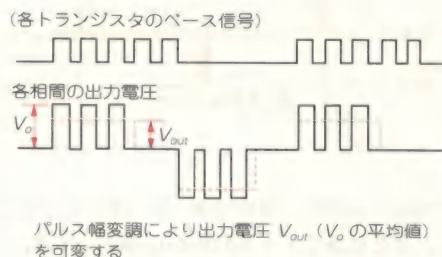 (各トランジスタのベース信号)
各相間の出力電圧
Vo
Vout
パルス幅変調により出力電圧 Vout (Vo の平均値)
を可変する